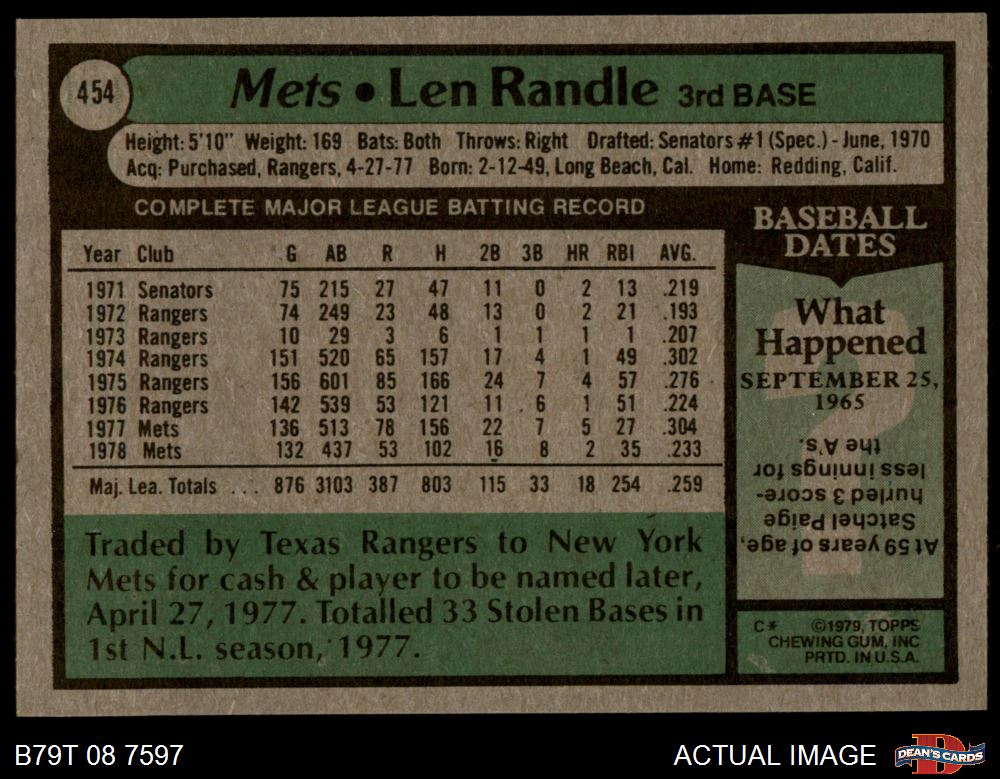 454
Mets • Len Randle 3rd BASE
Height: 5'10" Weight: 169 Bats: Both Throws: Right Drafted: Senators #1 (Spec.) - June, 1970
Acq: Purchased, Rangers, 4-27-77 Born: 2-12-49, Long Beach, Cal. Home: Redding, Calif.
COMPLETE MAJOR LEAGUE BATTING RECORD
Year Club G AB R H 2B 3B HR RBI AVG.
1971 Senators 75 215 27 47 11 0 2 13 .219
1972 Rangers 74 249 23 48 13 0 2 21 .193
1973 Rangers 10 29 3 6 1 1 1 1 .207
1974 Rangers 151 520 65 157 17 4 1 49 .302
1975 Rangers 156 601 85 166 24 7 4 57 .276
1976 Rangers 142 539 53 121 11 6 1 51 .224
1977 Mets 136 513 78 156 22 7 5 27 .304
1978 Mets 132 437 53 102 16 8 2 35 .233
Maj. Lea. Totals ... 876 3103 387 803 115 33 18 254 .259
Traded by Texas Rangers to New York
Mets for cash & player to be named later,
April 27, 1977. Totalled 33 Stolen Bases in
1st N.L. season, 1977.
BASEBALL
DATES
What
Happened
SEPTEMBER 25,
1965
?
At 59 years of age,
Satchel Paige
hurled 3 score-
less innings for
the A's.
C* ©1979, TOPPS
CHEWING GUM, INC
PRTD. IN U.S.A.
B79T 08 7597
ACTUAL IMAGE
D
DEAN'S CARDS